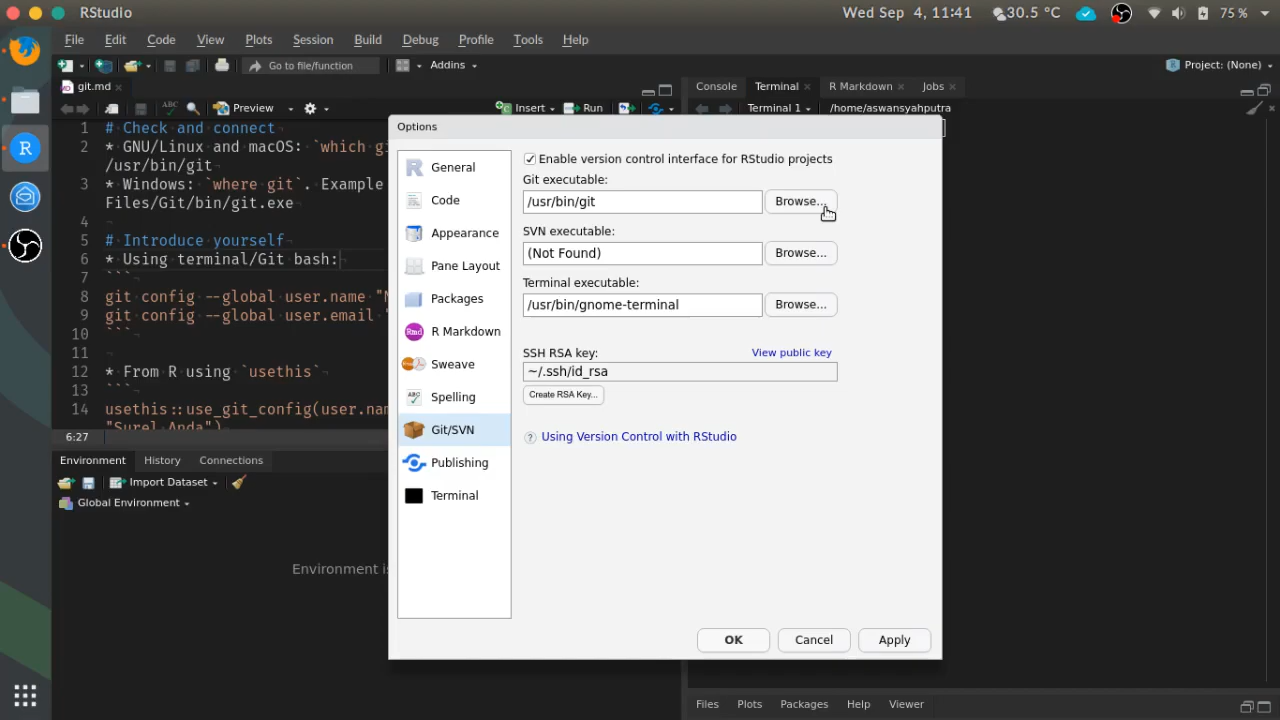 RStudio
Wed Sep 4, 11:41
30.5 °C
75 %
File Edit Code View Plots Session Build Debug Profile Tools Help
Go to file/function
Addins
Project: (None)
git.md
Preview
Insert
Run
Console Terminal R Markdown Jobs
Terminal 1
/home/aswansyahputra
1 # Check and connect
2 * GNU/Linux and macOS: `which
/usr/bin/git
3 * Windows: `where git`. Example
Files/Git/bin/git.exe
4
5 # Introduce yourself
6 * Using terminal/Git bash:
7 ```
8 git config --global user.name
9 git config --global user.email
10 ```
11
12 * From R using `usethis`
13 ```
14 usethis::use_git_config(
"Surel Anda")
6:27
Environment History Connections
Import Dataset
Global Environment
Environment
Options
General
Code
Appearance
Pane Layout
Packages
Rmd R Markdown
Sweave
ABC Spelling
Git/SVN
Publishing
Terminal
Enable version control interface for RStudio projects
Git executable:
/usr/bin/git
Browse...
SVN executable:
(Not Found)
Browse...
Terminal executable:
/usr/bin/gnome-terminal
Browse...
SSH RSA key:
View public key
~/.ssh/id_rsa
Create RSA Key...
? Using Version Control with RStudio
OK
Cancel
Apply
Files Plots Packages Help Viewer